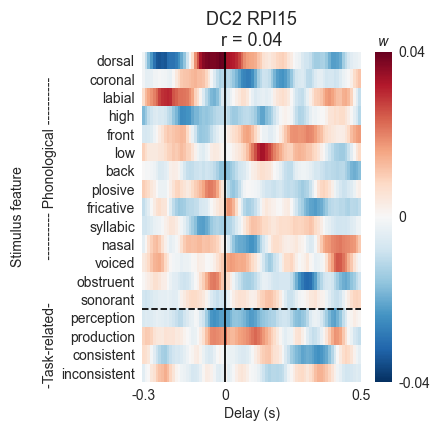 DC2 RPI15
r = 0.04
w
0.04
0
-0.04
Stimulus feature
---------- Phonological ----------
-Task-related-
dorsal
coronal
labial
high
front
low
back
plosive
fricative
syllabic
nasal
voiced
obstruent
sonorant
perception
production
consistent
inconsistent
-0.3
0
0.5
Delay (s)